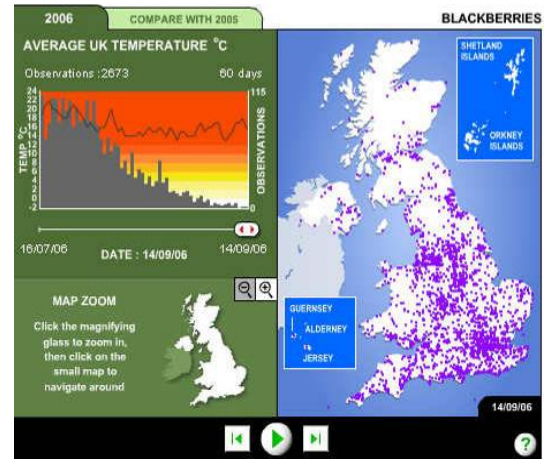 2006
COMPARE WITH 2005
BLACKBERRIES
AVERAGE UK TEMPERATURE °C
Observations :2673
60 days
24
22
20
18
16
14
12
10
8
6
4
2
0
-2
TEMP °C
115
0
OBSERVATIONS
16/07/06
DATE : 14/09/06
14/09/06
MAP ZOOM
Click the magnifying
glass to zoom in,
then click on the
small map to
navigate around
SHETLAND
ISLANDS
ORKNEY
ISLANDS
GUERNSEY
ALDERNEY
JERSEY
14/09/06
?